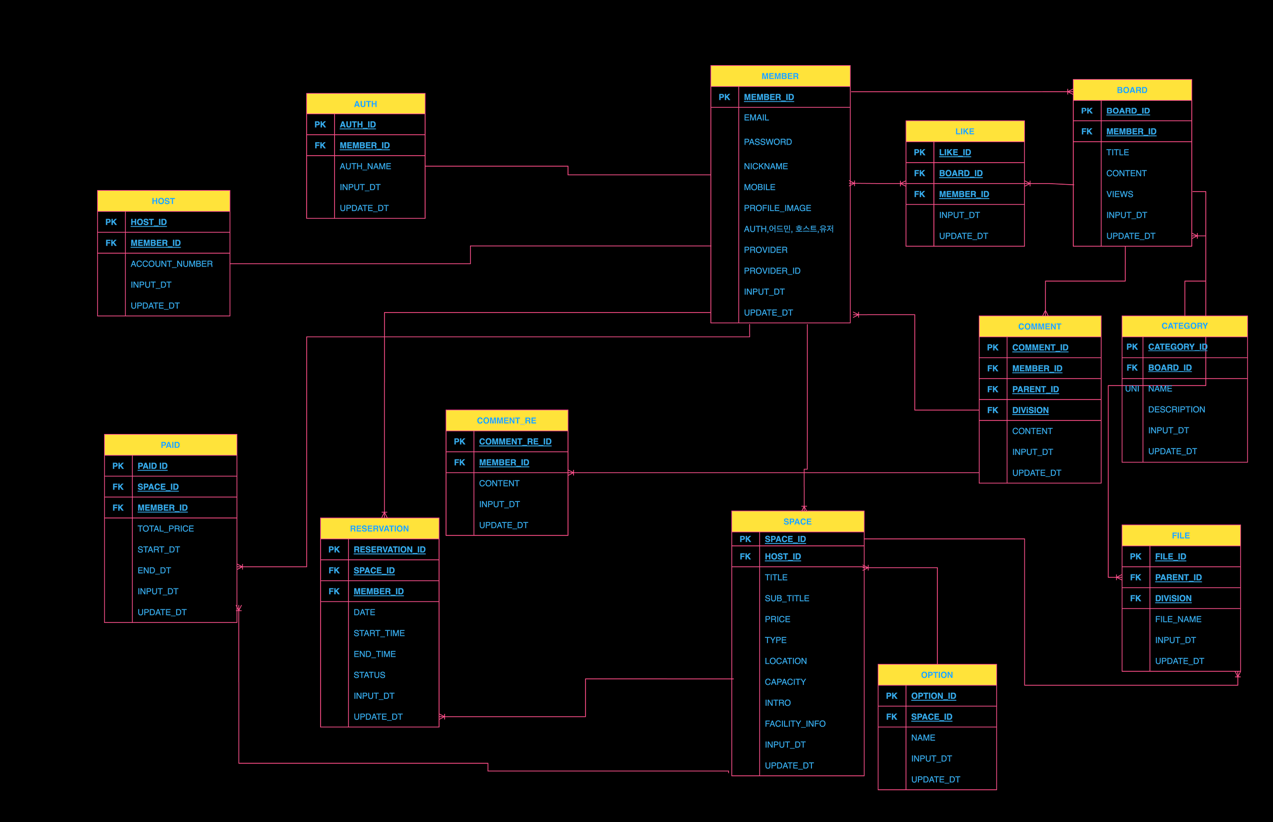 MEMBER
PK MEMBER_ID
EMAIL
PASSWORD
NICKNAME
MOBILE
PROFILE_IMAGE
AUTH,어드민, 호스트,유저
PROVIDER
PROVIDER_ID
INPUT_DT
UPDATE_DT
BOARD
PK BOARD_ID
FK MEMBER_ID
TITLE
CONTENT
VIEWS
INPUT_DT
UPDATE_DT
AUTH
PK AUTH_ID
FK MEMBER_ID
AUTH_NAME
INPUT_DT
UPDATE_DT
LIKE
PK LIKE_ID
FK BOARD_ID
FK MEMBER_ID
INPUT_DT
UPDATE_DT
HOST
PK HOST_ID
FK MEMBER_ID
ACCOUNT_NUMBER
INPUT_DT
UPDATE_DT
COMMENT
PK COMMENT_ID
FK MEMBER_ID
FK PARENT_ID
FK DIViSION
CONTENT
INPUT_DT
UPDATE_DT
CATEGORY
PK CATEGORY_ID
FK BOARD_ID
UNI NAME
DESCRIPTION
INPUT_DT
UPDATE_DT
COMMENT_RE
PK COMMENT_RE_ID
FK MEMBER_ID
CONTENT
INPUT_DT
UPDATE_DT
PAID
PK PAID ID
FK SPACE_ID
FK MEMBER_ID
TOTAL_PRICE
START_DT
END_DT
INPUT_DT
UPDATE_DT
RESERVATION
PK RESERVATION_ID
FK SPACE_ID
FK MEMBER_ID
DATE
START_TIME
END_TIME
STATUS
INPUT_DT
UPDATE_DT
SPACE
PK SPACE_ID
FK HOST_ID
TITLE
SUB_TITLE
PRICE
TYPE
LOCATION
CAPACITY
INTRO
FACILITY_INFO
INPUT_DT
UPDATE_DT
FILE
PK FILE_ID
FK PARENT_ID
FK DIViSION
FILE_NAME
INPUT_DT
UPDATE_DT
OPTION
PK OPTION_ID
FK SPACE_ID
NAME
INPUT_DT
UPDATE_DT